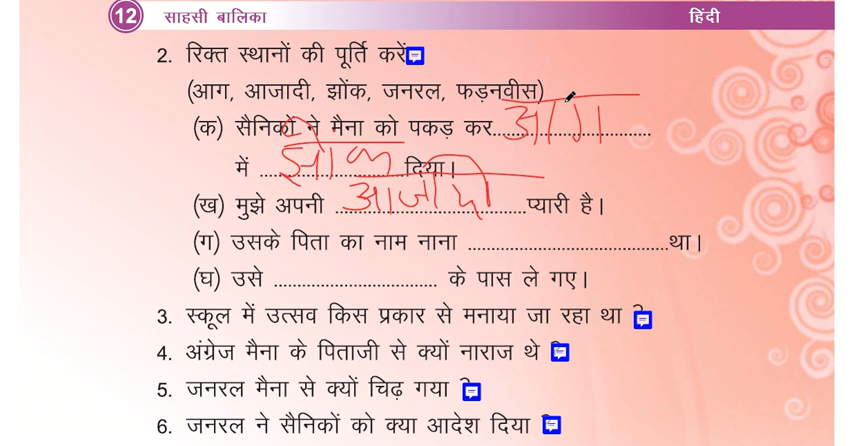 12 साहसी बालिका हिंदी
2. रिक्त स्थानों की पूर्ति करें
(आग, आजादी, झोंक, जनरल, फड़नवीस)
(क) सैनिकों ने मैना को पकड़ कर..........आग..........
में ..........झोंक..........दिया।
(ख) मुझे अपनी ..........आजादी..........प्यारी है।
(ग) उसके पिता का नाम नाना ....................था।
(घ) उसे .................... के पास ले गए।
3. स्कूल में उत्सव किस प्रकार से मनाया जा रहा था ?
4. अंग्रेज मैना के पिताजी से क्यों नाराज थे ?
5. जनरल मैना से क्यों चिढ़ गया ?
6. जनरल ने सैनिकों को क्या आदेश दिया ?